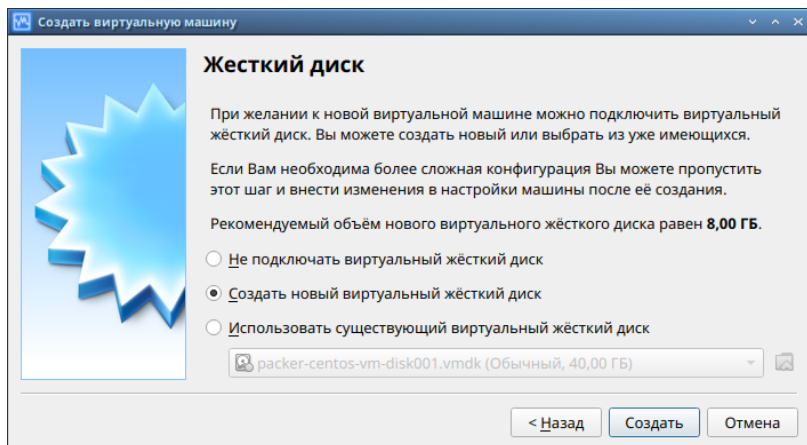 Создать виртуальную машину
Жесткий диск
При желании к новой виртуальной машине можно подключить виртуальный
жёсткий диск. Вы можете создать новый или выбрать из уже имеющихся.
Если Вам необходима более сложная конфигурация Вы можете пропустить
этот шаг и внести изменения в настройки машины после её создания.
Рекомендуемый объём нового виртуального жёсткого диска равен 8,00 ГБ.
Не подключать виртуальный жёсткий диск
Создать новый виртуальный жёсткий диск
Использовать существующий виртуальный жёсткий диск
packer-centos-vm-disk001.vmdk (Обычный, 40,00 ГБ)
< Назад Создать Отмена